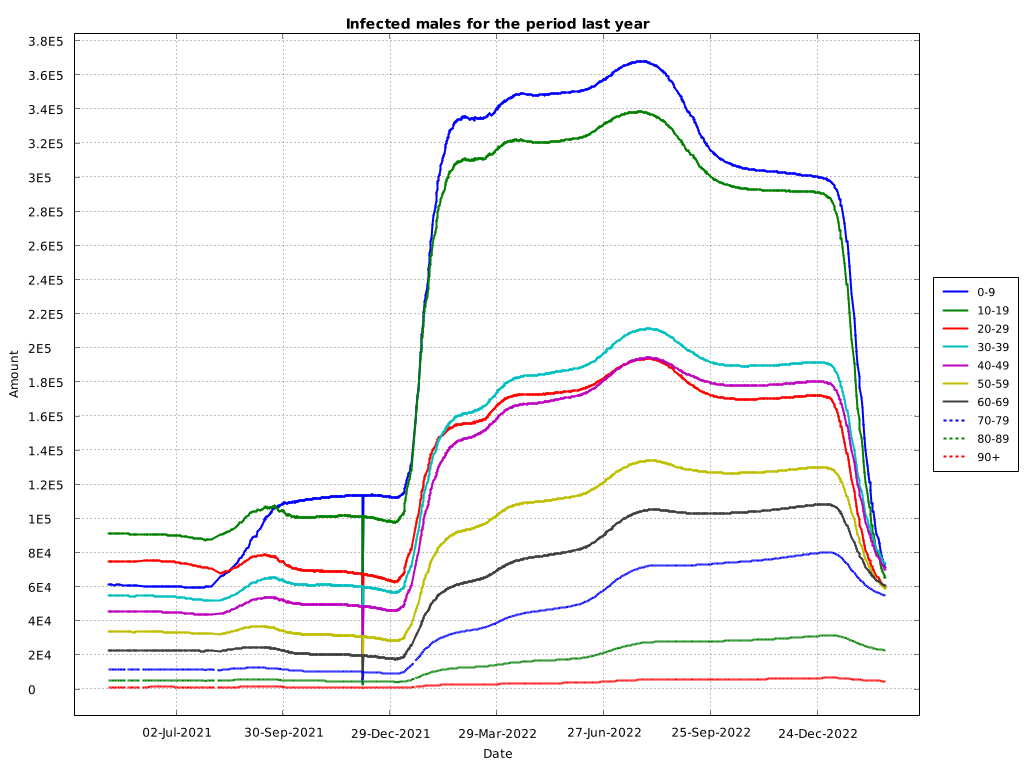 Infected males for the period last year
3.8E5
3.6E5
3.4E5
3.2E5
3E5
2.8E5
2.6E5
2.4E5
2.2E5
2E5
1.8E5
1.6E5
1.4E5
1.2E5
1E5
8E4
6E4
4E4
2E4
0
Amount
02-Jul-2021
30-Sep-2021
29-Dec-2021
29-Mar-2022
27-Jun-2022
25-Sep-2022
24-Dec-2022
Date
0-9
10-19
20-29
30-39
40-49
50-59
60-69
70-79
80-89
90+